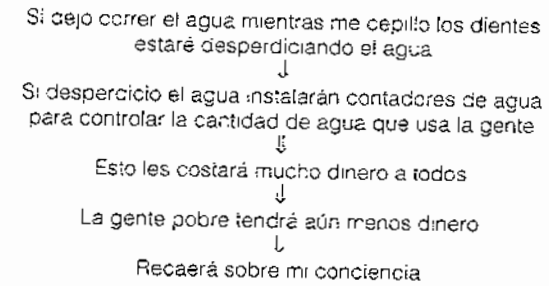 Si dejo correr el agua mientras me cepillo los dientes
estaré desperdiciando el agua
↓
Si desperdicio el agua instalarán contadores de agua
para controlar la cantidad de agua que usa la gente
↓
Esto les costará mucho dinero a todos
↓
La gente pobre tendrá aún menos dinero
↓
Recaerá sobre mi conciencia